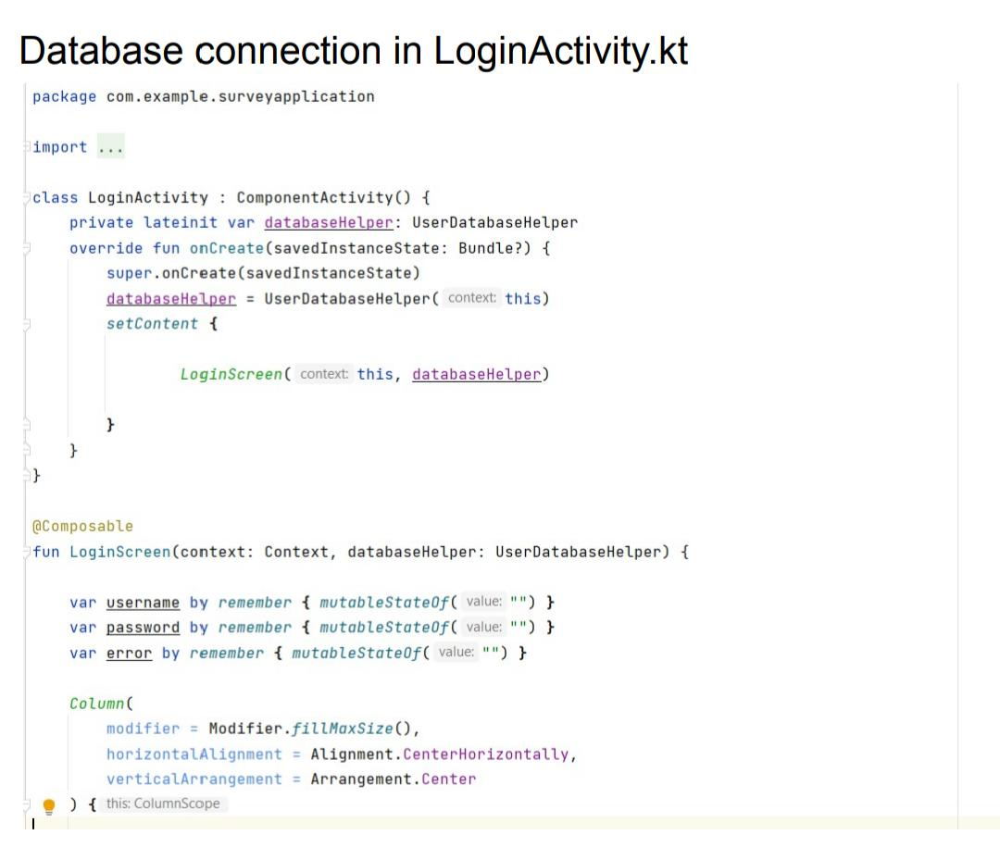 Database connection in LoginActivity.kt
package com.example.surveyapplication
import ...
class LoginActivity : ComponentActivity() {
    private lateinit var databaseHelper: UserDatabaseHelper
    override fun onCreate(savedInstanceState: Bundle?) {
        super.onCreate(savedInstanceState)
        databaseHelper = UserDatabaseHelper( context: this)
        setContent {
                LoginScreen( context: this, databaseHelper)
        }
    }
}
@Composable
fun LoginScreen(context: Context, databaseHelper: UserDatabaseHelper) {
    var username by remember { mutableStateOf( value: "") }
    var password by remember { mutableStateOf( value: "") }
    var error by remember { mutableStateOf( value: "") }
    Column(
        modifier = Modifier.fillMaxSize(),
        horizontalAlignment = Alignment.CenterHorizontally,
        verticalArrangement = Arrangement.Center
    ) { this: ColumnScope